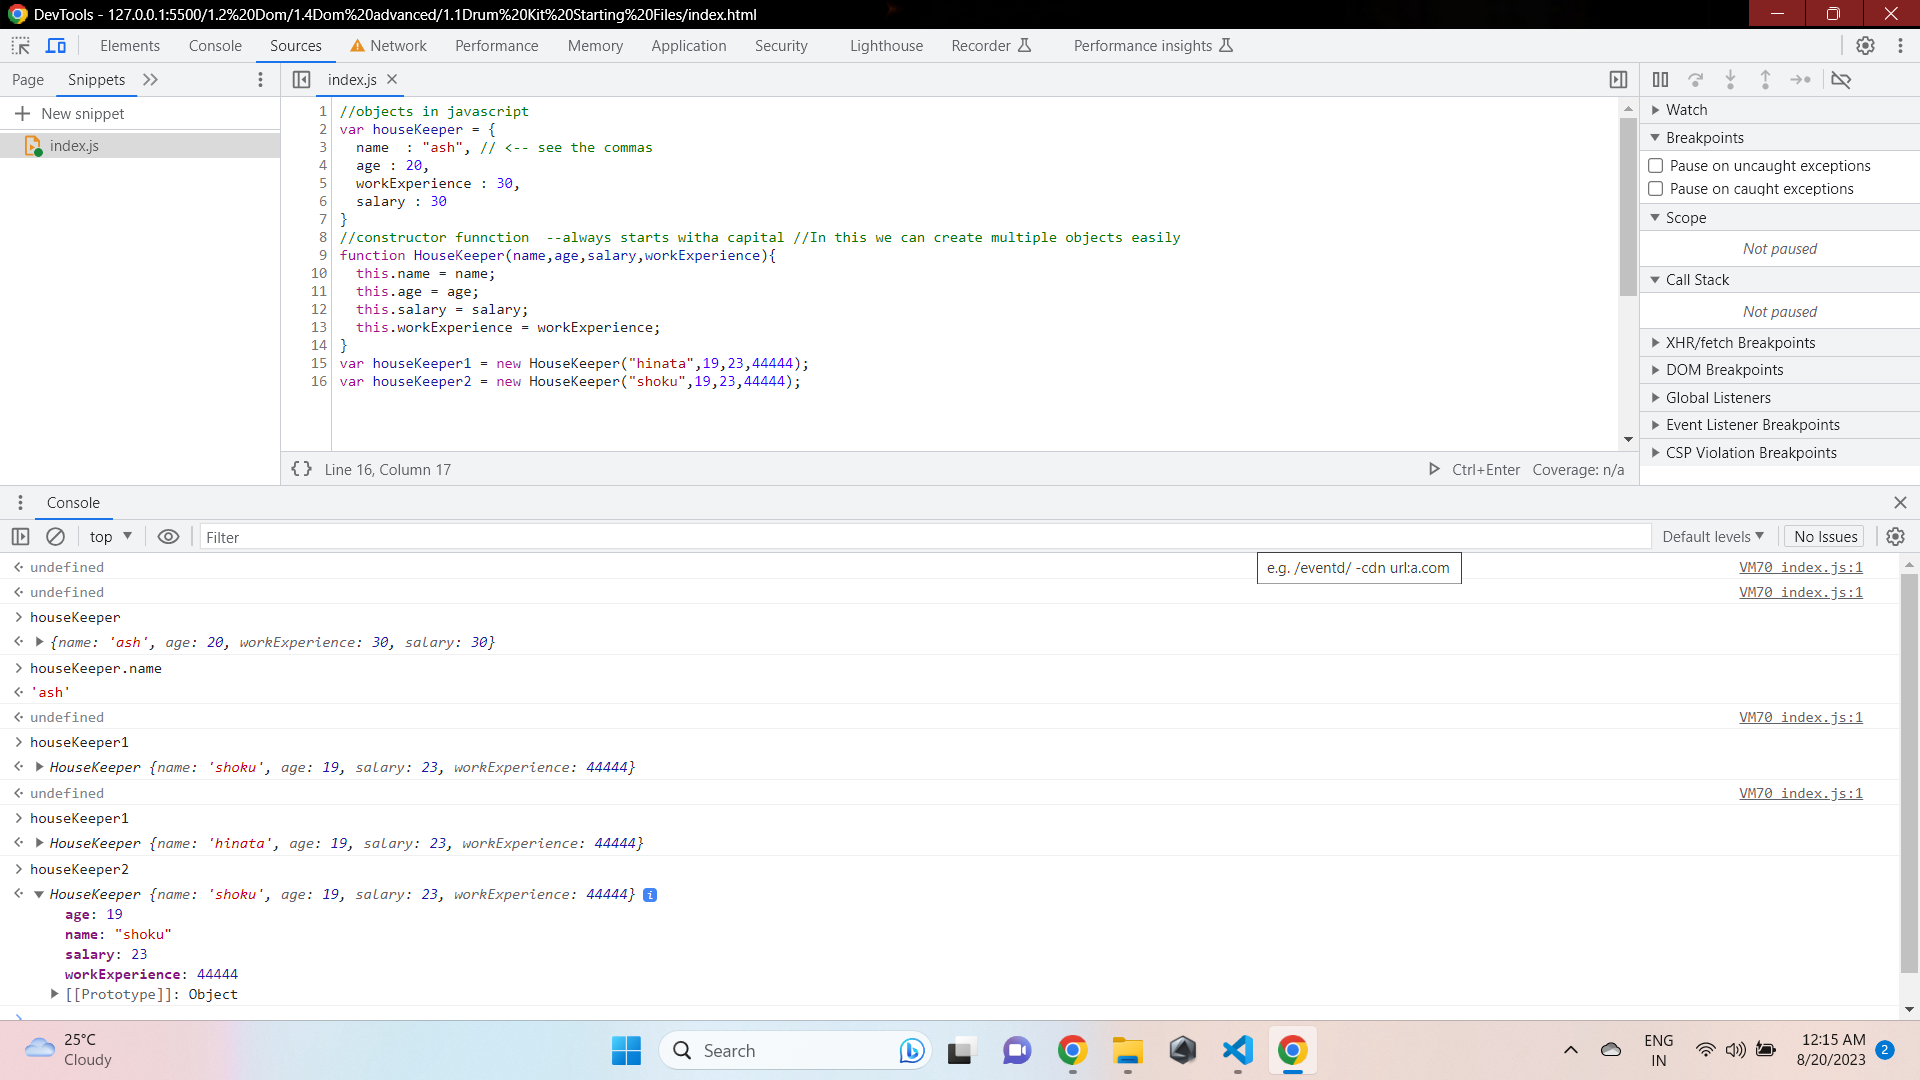 DevTools - 127.0.0.1:5500/1.2%20Dom/1.4Dom%20advanced/1.1Drum%20Kit%20Starting%20Files/index.html
Elements Console Sources Network Performance Memory Application Security Lighthouse Recorder Performance insights
Page Snippets index.js
New snippet
index.js
1 //objects in javascript
2 var houseKeeper = {
3 name  : "ash", // <-- see the commas
4 age : 20,
5 workExperience : 30,
6 salary : 30
7 }
8 //constructor funnction  --always starts witha capital //In this we can create multiple objects easily
9 function HouseKeeper(name,age,salary,workExperience){
10 this.name = name;
11 this.age = age;
12 this.salary = salary;
13 this.workExperience = workExperience;
14 }
15 var houseKeeper1 = new HouseKeeper("hinata",19,23,44444);
16 var houseKeeper2 = new HouseKeeper("shoku",19,23,44444);
{} Line 16, Column 17 Ctrl+Enter Coverage: n/a
Watch
Breakpoints
Pause on uncaught exceptions
Pause on caught exceptions
Scope
Not paused
Call Stack
Not paused
XHR/fetch Breakpoints
DOM Breakpoints
Global Listeners
Event Listener Breakpoints
CSP Violation Breakpoints
Console
top Filter Default levels No Issues
e.g. /eventd/ -cdn url:a.com
undefined VM70 index.js:1
undefined VM70 index.js:1
houseKeeper
{name: 'ash', age: 20, workExperience: 30, salary: 30}
houseKeeper.name
'ash'
undefined VM70 index.js:1
houseKeeper1
HouseKeeper {name: 'shoku', age: 19, salary: 23, workExperience: 44444}
undefined VM70 index.js:1
houseKeeper1
HouseKeeper {name: 'hinata', age: 19, salary: 23, workExperience: 44444}
houseKeeper2
HouseKeeper {name: 'shoku', age: 19, salary: 23, workExperience: 44444} i
age: 19
name: "shoku"
salary: 23
workExperience: 44444
[[Prototype]]: Object
25°C
Cloudy
Search
ENG
IN
12:15 AM
8/20/2023
2